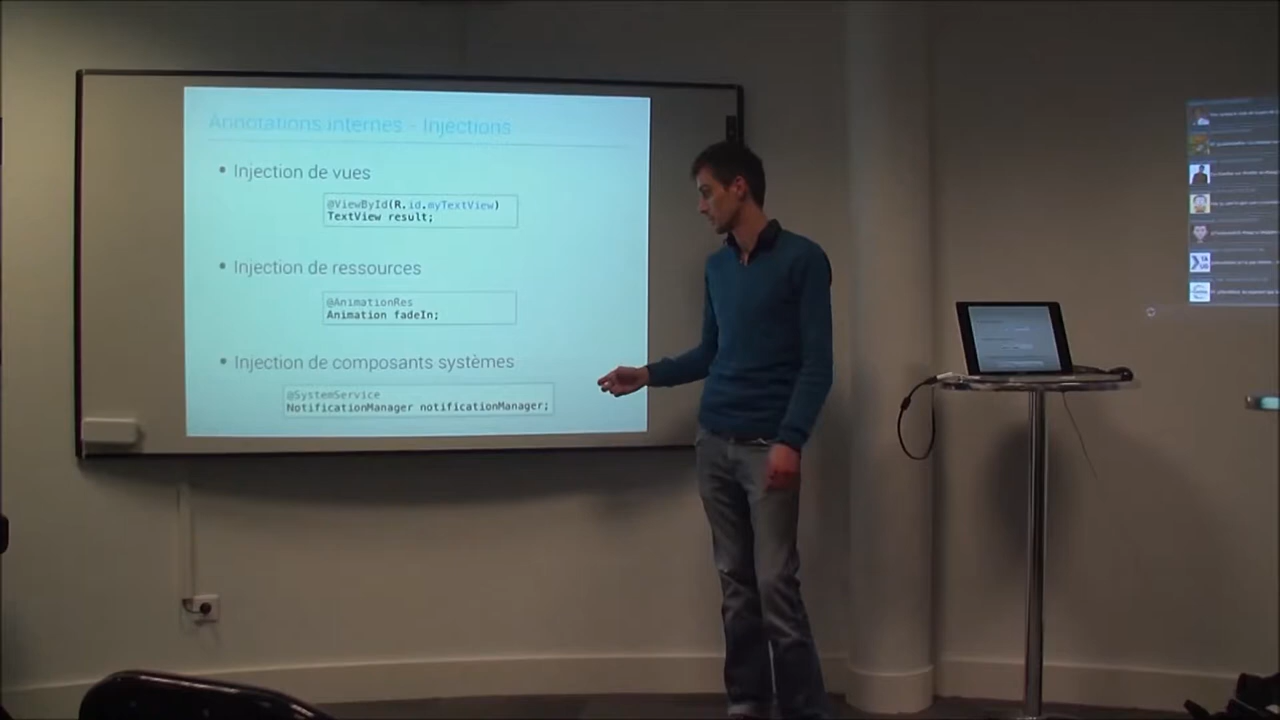 Annotations internes - Injections
• Injection de vues
@ViewById(R.id.myTextView)
TextView result;
• Injection de ressources
@AnimationRes
Animation fadeIn;
• Injection de composants systèmes
@SystemService
NotificationManager notificationManager;